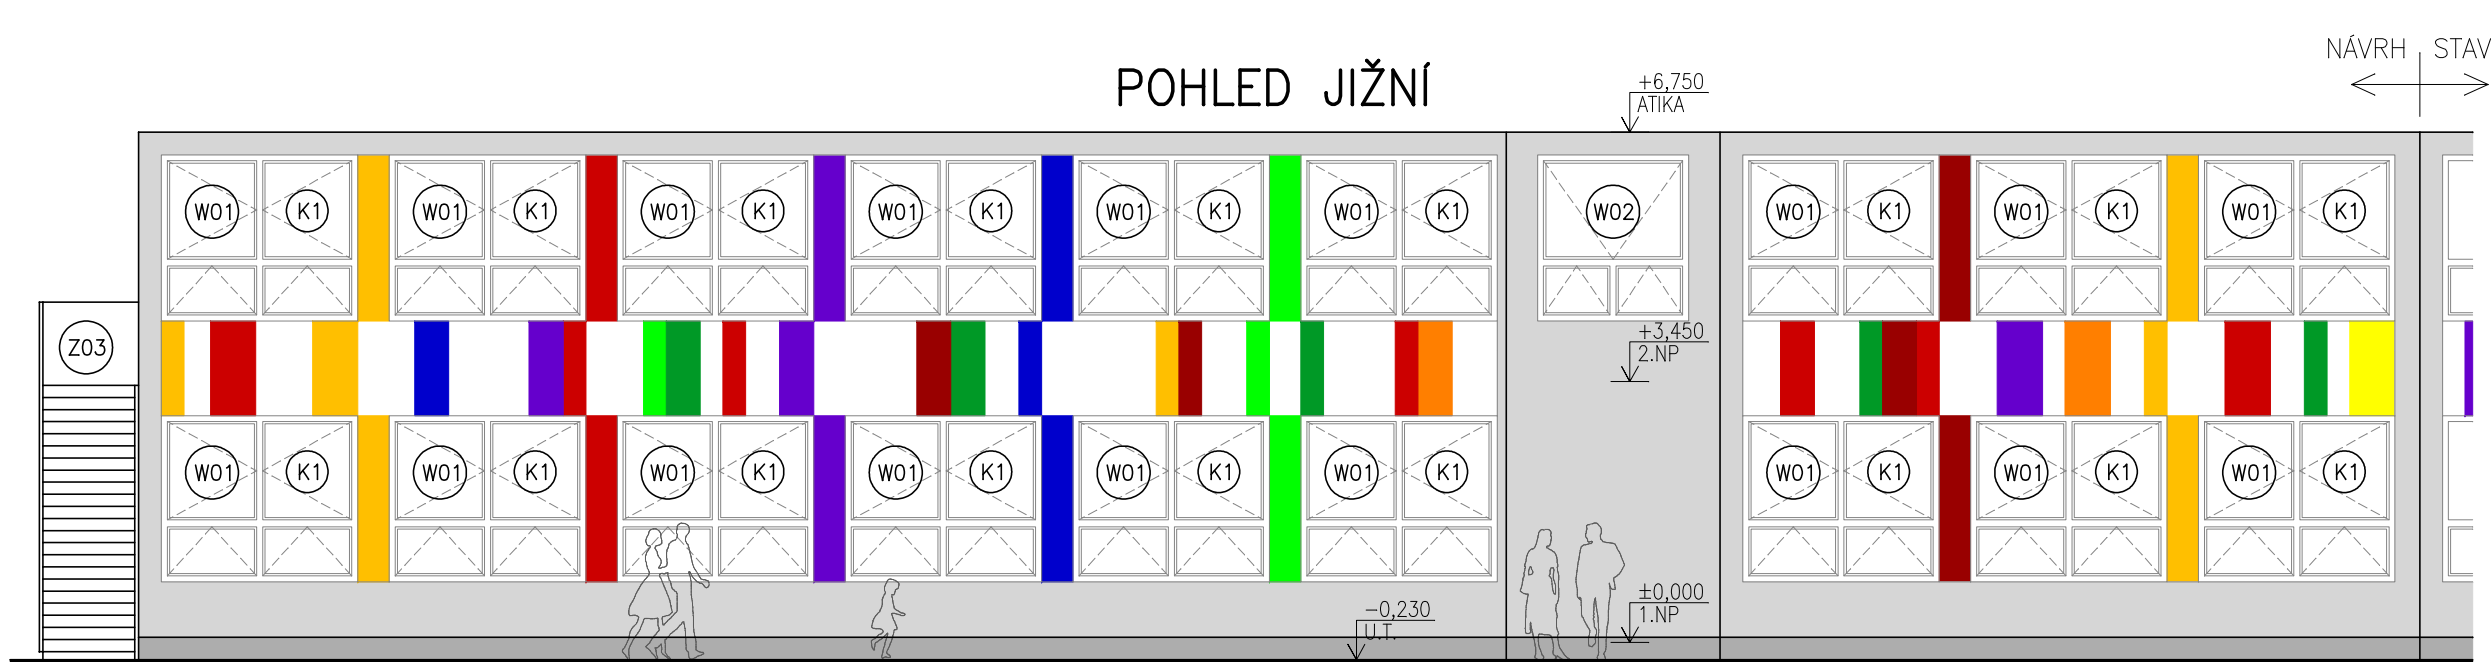 NÁVRH STAV
POHLED JIŽNÍ
+6,750
ATIKA
W01 K1 W01 K1 W01 K1 W01 K1 W01 K1 W01 K1 W02 W01 K1 W01 K1 W01 K1
Z03
+3,450
2.NP
W01 K1 W01 K1 W01 K1 W01 K1 W01 K1 W01 K1 W01 K1 W01 K1 W01 K1
±0,000
1.NP
−0,230
U.T.